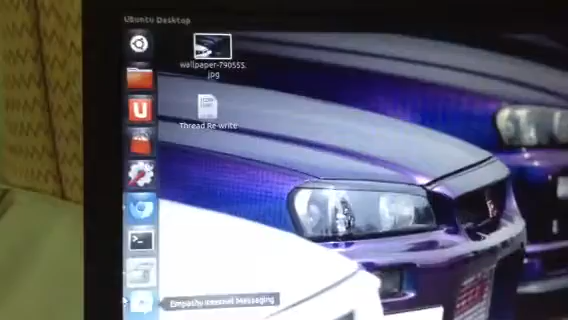 Ubuntu Desktop
wallpaper-790555.
jpg
Thread Re write
Empathy Internet Messaging